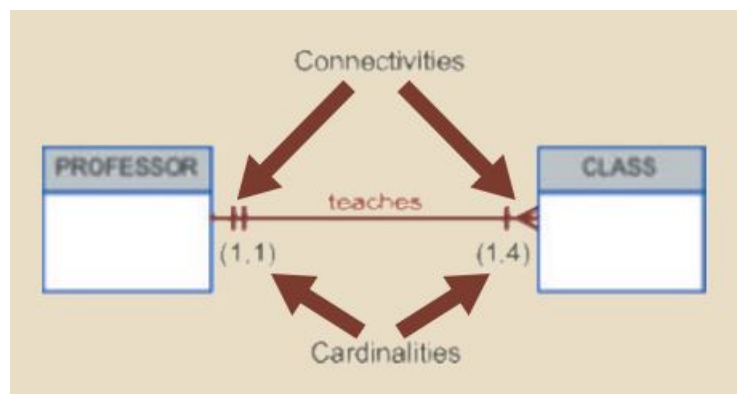 Connectivities
PROFESSOR
CLASS
teaches
(1,1)
(1,4)
Cardinalities